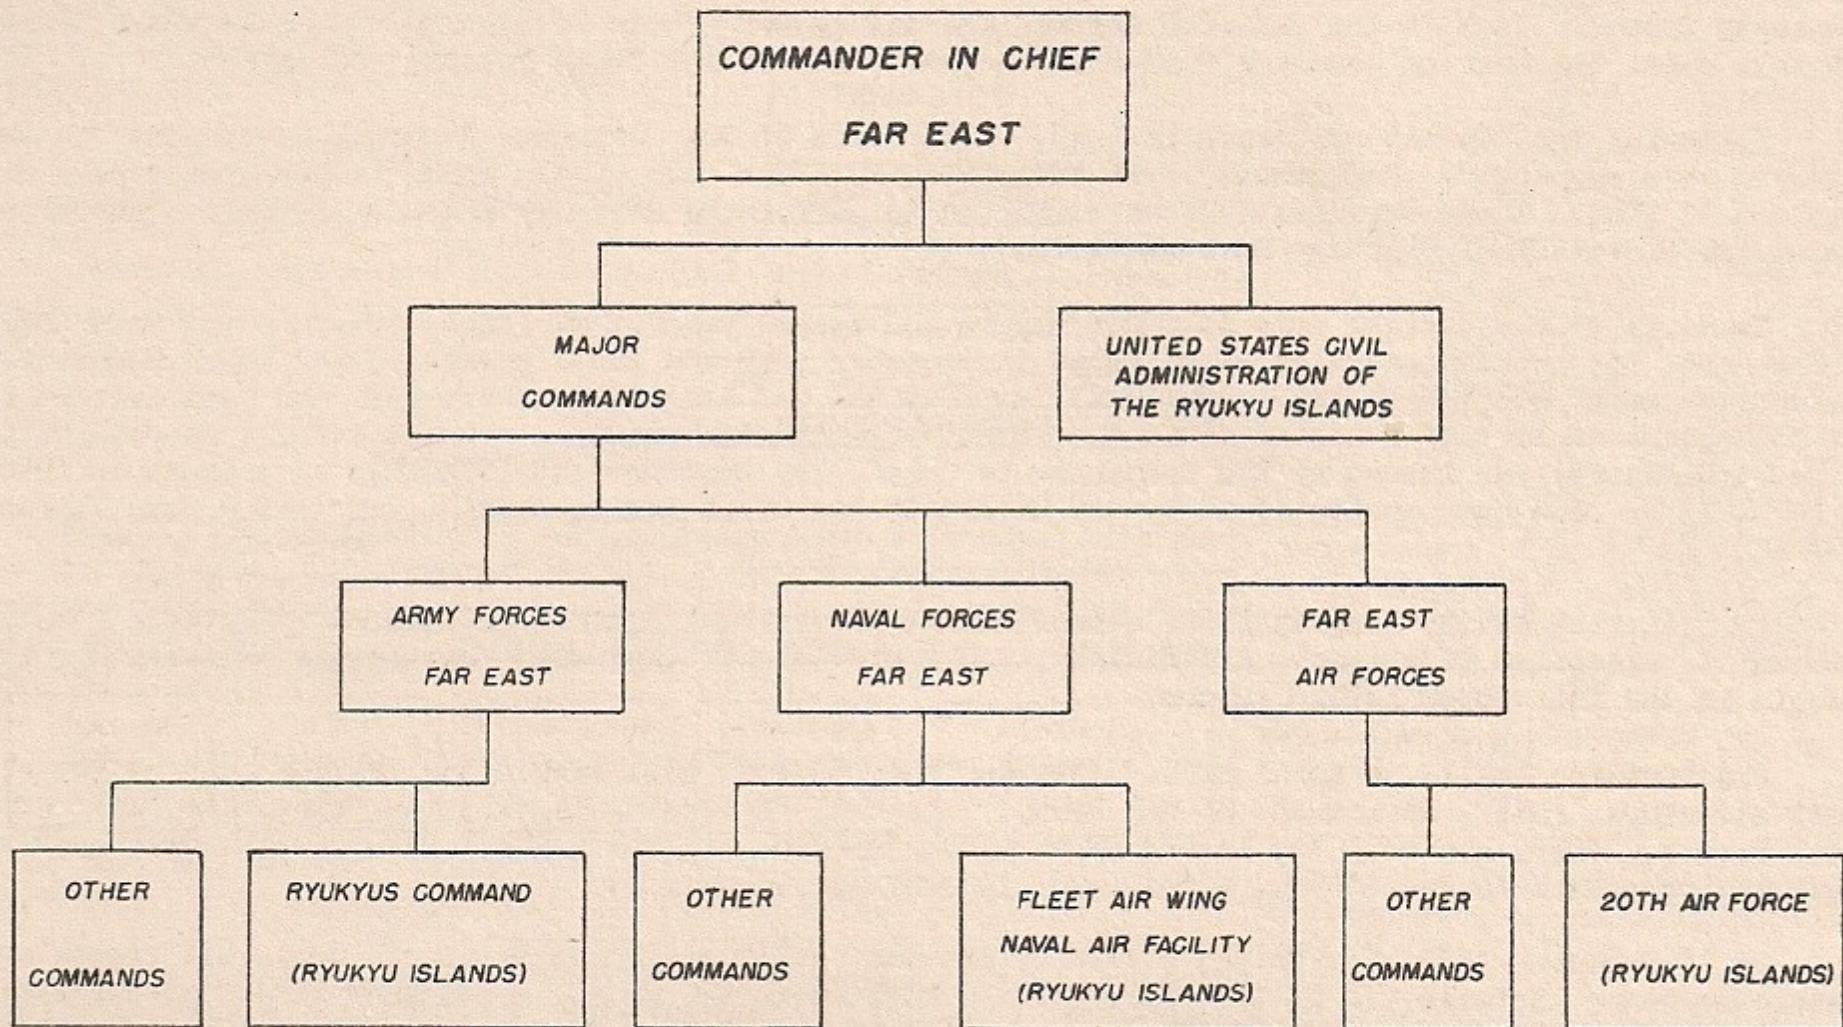 COMMANDER IN CHIEF
FAR EAST
MAJOR
COMMANDS
UNITED STATES CIVIL
ADMINISTRATION OF
THE RYUKYU ISLANDS
ARMY FORCES
FAR EAST
NAVAL FORCES
FAR EAST
FAR EAST
AIR FORCES
OTHER
COMMANDS
RYUKYUS COMMAND
(RYUKYU ISLANDS)
OTHER
COMMANDS
FLEET AIR WING
NAVAL AIR FACILITY
(RYUKYU ISLANDS)
OTHER
COMMANDS
20TH AIR FORCE
(RYUKYU ISLANDS)